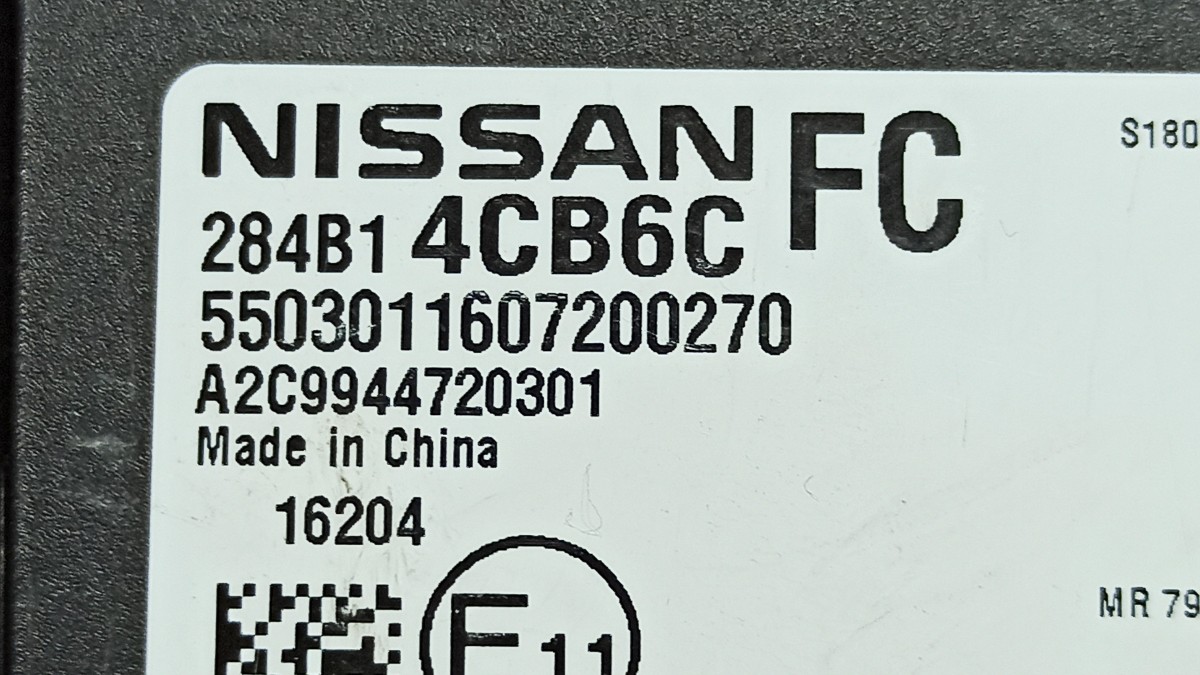 NISSAN FC
S180
284B1 4CB6C
5503011607200270
A2C9944720301
Made in China
16204
E11
MR 79